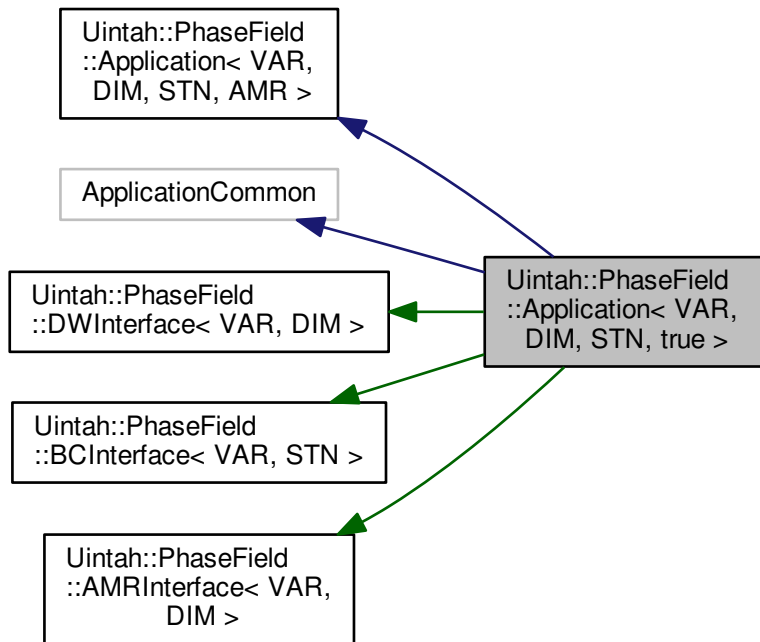 Uintah::PhaseField
::Application< VAR,
DIM, STN, AMR >
ApplicationCommon
Uintah::PhaseField
::DWInterface< VAR, DIM >
Uintah::PhaseField
::BCInterface< VAR, STN >
Uintah::PhaseField
::AMRInterface< VAR,
DIM >
Uintah::PhaseField
::Application< VAR,
DIM, STN, true >